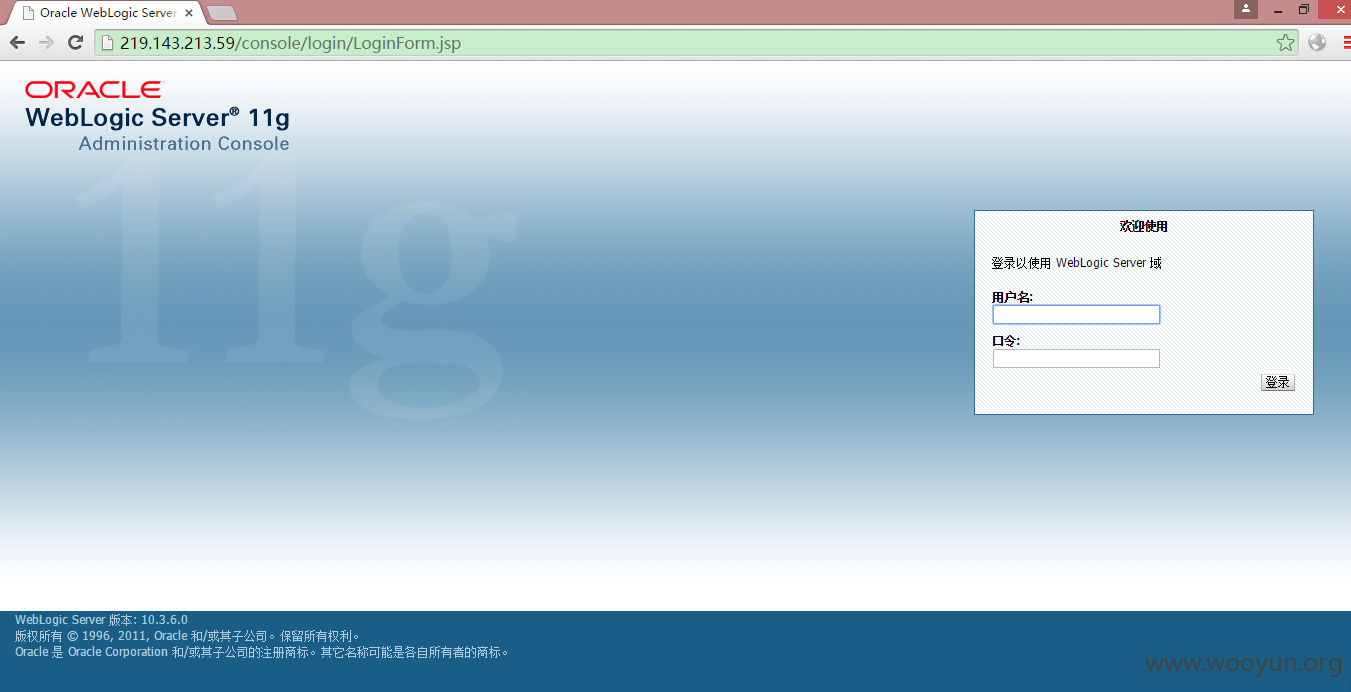 Oracle WebLogic Server
219.143.213.59/console/login/LoginForm.jsp
ORACLE
WebLogic Server® 11g
Administration Console
11g
欢迎使用
登录以使用 WebLogic Server 域
用户名:
口令:
登录
WebLogic Server 版本: 10.3.6.0
版权所有 © 1996, 2011, Oracle 和/或其子公司。保留所有权利。
Oracle 是 Oracle Corporation 和/或其子公司的注册商标。其它名称可能是各自所有者的商标。
www.wooyun.org